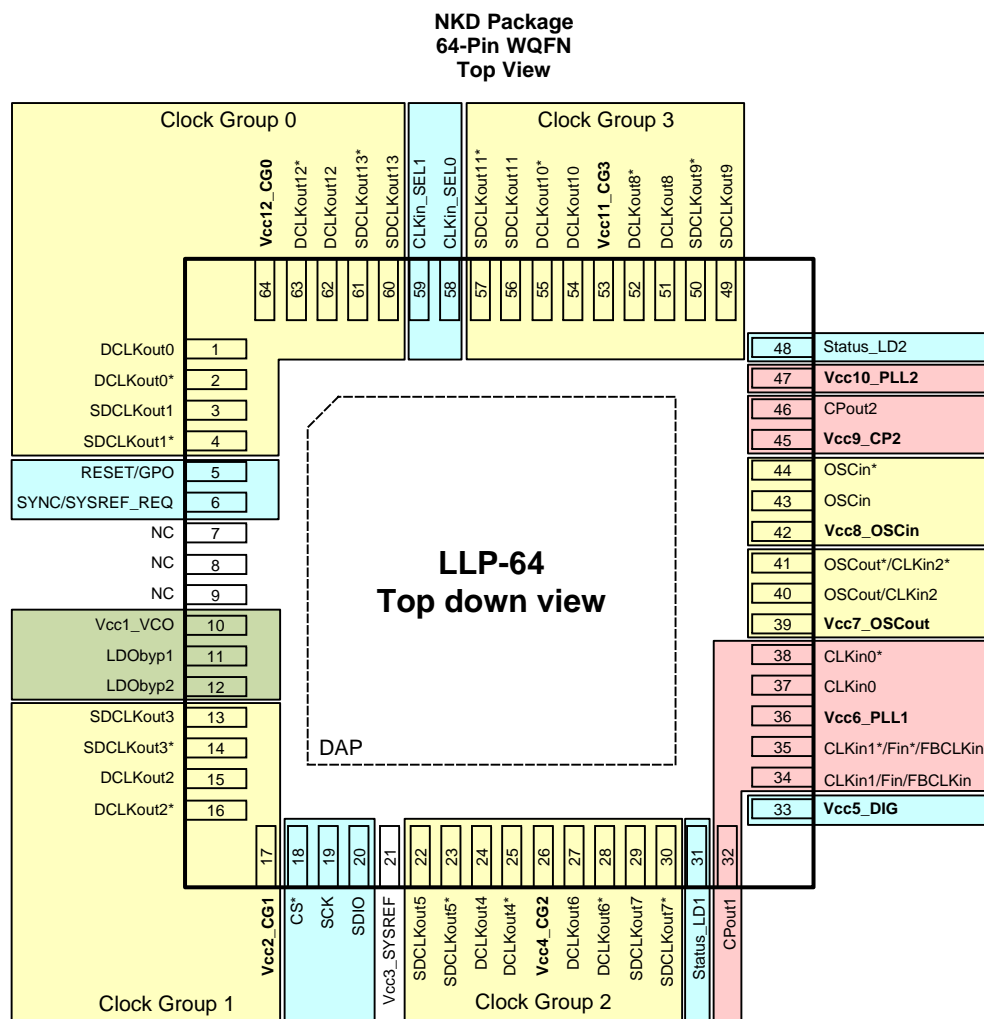 NKD Package
64-Pin WQFN
Top View
Clock Group 0
Clock Group 3
Vcc12_CG0
DCLKout12*
DCLKout12
SDCLKout13*
SDCLKout13
CLKin_SEL1
CLKin_SEL0
SDCLKout11*
SDCLKout11
DCLKout10*
DCLKout10
Vcc11_CG3
DCLKout8*
DCLKout8
SDCLKout9*
SDCLKout9
64
63
62
61
60
59
58
57
56
55
54
53
52
51
50
49
DCLKout0 1
DCLKout0* 2
SDCLKout1 3
SDCLKout1* 4
RESET/GPO 5
SYNC/SYSREF_REQ 6
NC 7
NC 8
NC 9
Vcc1_VCO 10
LDObyp1 11
LDObyp2 12
SDCLKout3 13
SDCLKout3* 14
DCLKout2 15
DCLKout2* 16
LLP-64
Top down view
DAP
48 Status_LD2
47 Vcc10_PLL2
46 CPout2
45 Vcc9_CP2
44 OSCin*
43 OSCin
42 Vcc8_OSCin
41 OSCout*/CLKin2*
40 OSCout/CLKin2
39 Vcc7_OSCout
38 CLKin0*
37 CLKin0
36 Vcc6_PLL1
35 CLKin1*/Fin*/FBCLKin
34 CLKin1/Fin/FBCLKin
33 Vcc5_DIG
17
18
19
20
21
22
23
24
25
26
27
28
29
30
31
32
Vcc2_CG1
CS*
SCK
SDIO
Vcc3_SYSREF
SDCLKout5
SDCLKout5*
DCLKout4
DCLKout4*
Vcc4_CG2
DCLKout6
DCLKout6*
SDCLKout7
SDCLKout7*
Status_LD1
CPout1
Clock Group 1
Clock Group 2